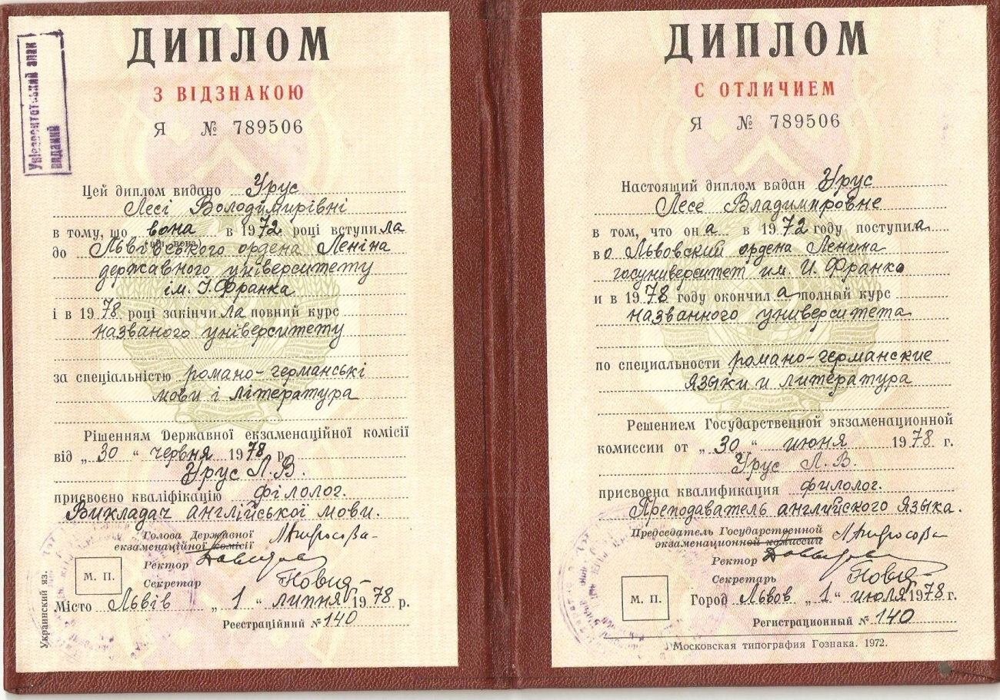 Університетський знак
виданий
ДИПЛОМ
З ВІДЗНАКОЮ
Я № 789506
Цей диплом видано Урус
Лесі Володимирівні
в тому, що вона в 1972 році вступила
(він, вона)
до Львівського ордена Леніна
державного університету
ім. І. Франка
і в 1978 році закінчила повний курс
названого університету
за спеціальністю романо-германські
мови і література
Рішенням Державної екзаменаційної комісії
від „30“ червня 1978 р.
Урус Л. В.
присвоєно кваліфікацію філолог.
Викладач англійської мови.
Голова Державної
екзаменаційної комісії
Ректор
Секретар
М. П.
Місто Львів „1“ липня 1978 р.
Реєстраційний № 140
Украинский яз.
ДИПЛОМ
С ОТЛИЧИЕМ
Я № 789506
Настоящий диплом выдан Урус
Лесе Владимировне
в том, что она в 1972 году поступила
во Львовский ордена Ленина
госуниверситет им. И. Франко
и в 1978 году окончила полный курс
названного университета
по специальности романо-германские
языки и литература
Решением Государственной экзаменационной
комиссии от „30“ июня 1978 г.
Урус Л. В.
присвоена квалификация филолог.
Преподаватель английского языка.
Председатель Государственной
экзаменационной комиссии
Ректор
Секретарь
М. П.
Город Львов „1“ июля 1978 г.
Регистрационный № 140
Московская типография Гознака. 1972.